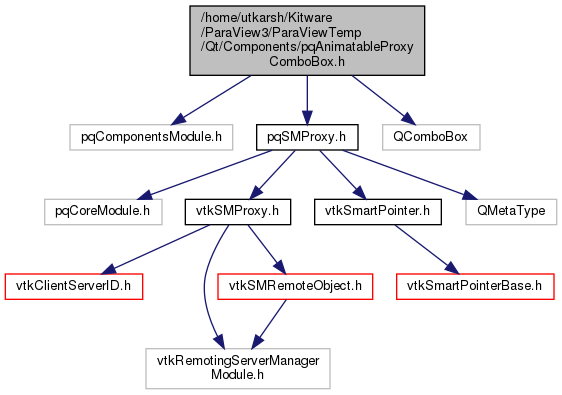 /home/utkarsh/Kitware
/ParaView3/ParaViewTemp
/Qt/Components/pqAnimatableProxy
ComboBox.h
pqComponentsModule.h
pqSMProxy.h
QComboBox
pqCoreModule.h
vtkSMProxy.h
vtkSmartPointer.h
QMetaType
vtkClientServerID.h
vtkSMRemoteObject.h
vtkSmartPointerBase.h
vtkRemotingServerManager
Module.h